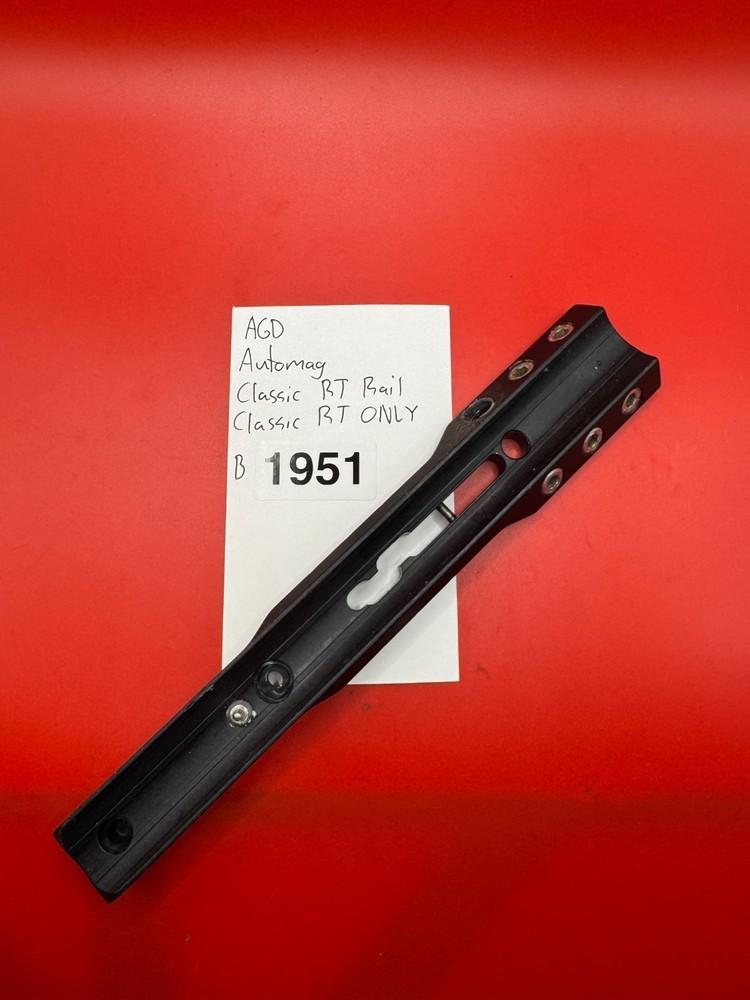 AGD
Automag
Classic RT Rail
Classic RT ONLY
B 1951